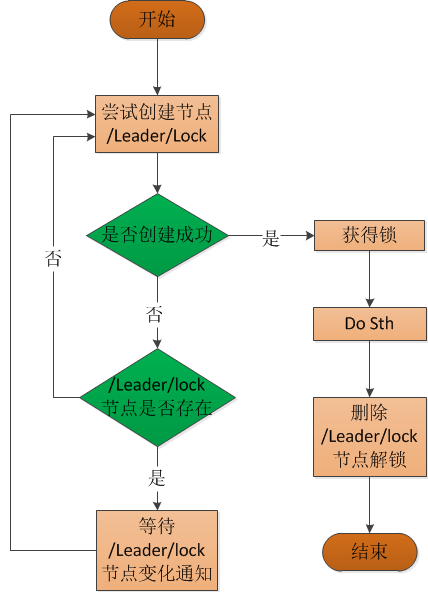 开始
尝试创建节点
/Leader/Lock
是否创建成功
是
获得锁
否
否
Do Sth
/Leader/lock
节点是否存在
删除
/Leader/lock
节点解锁
是
等待
/Leader/lock
节点变化通知
结束